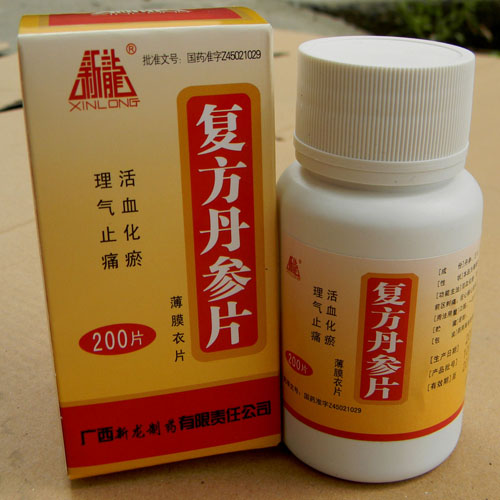 新龍®
XINLONG
批准文号：国药准字Z45021029
复方丹参片
活血化瘀
理气止痛
薄膜衣片
200片
广西新龙制药有限责任公司
新龍
复方丹参片
活血化瘀
理气止痛
薄膜衣片
200片
国药准字Z45021029
[生产日期]
[产品批号]
[有效期]